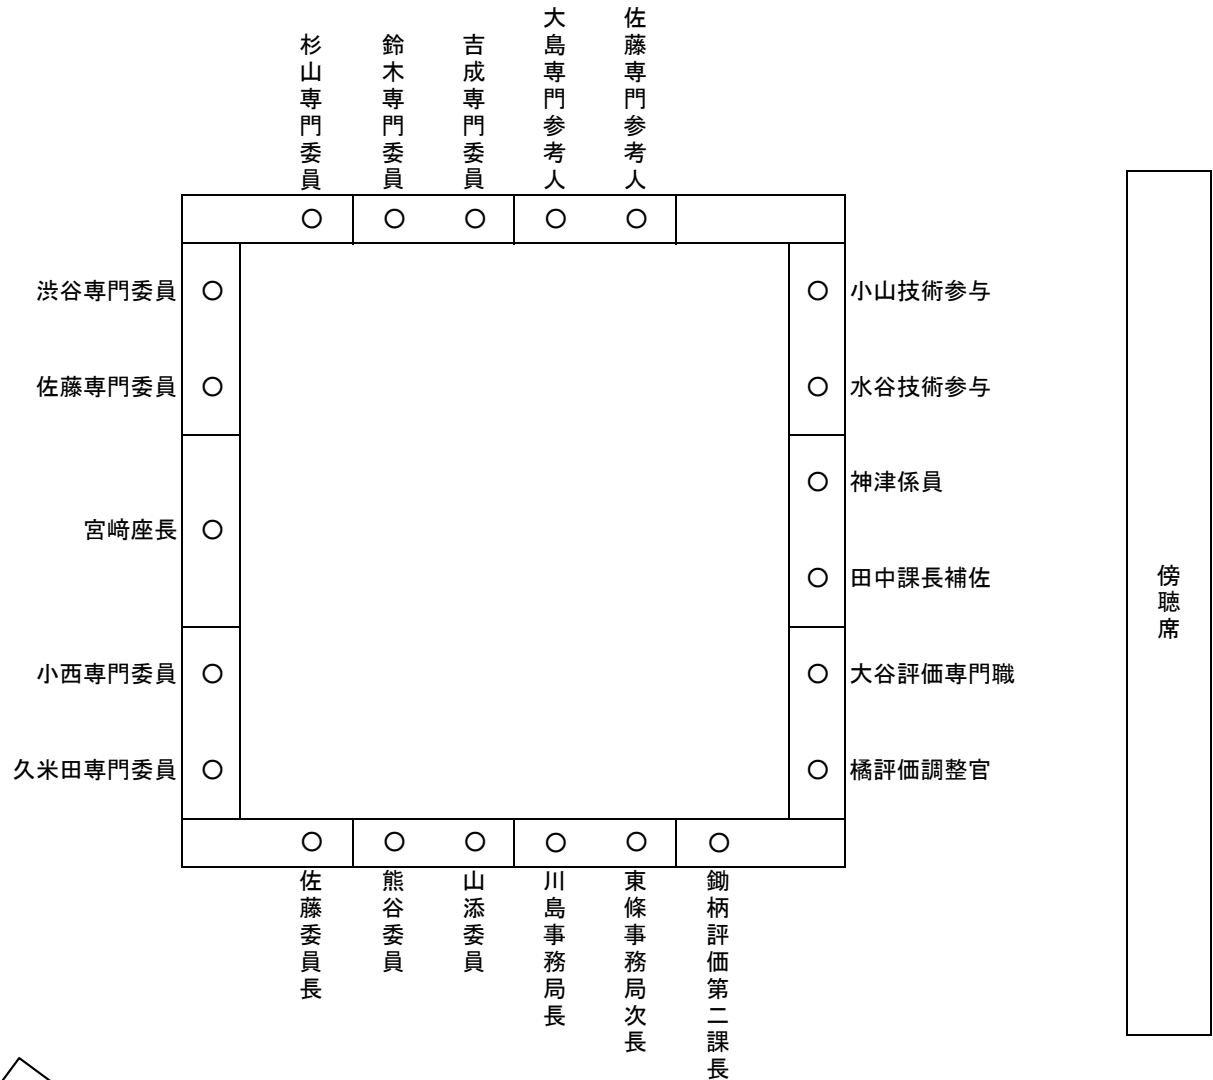 杉山専門委員
鈴木専門委員
吉成専門委員
大島専門参考人
佐藤専門参考人
渋谷専門委員
佐藤専門委員
宮﨑座長
小西専門委員
久米田専門委員
小山技術参与
水谷技術参与
神津係員
田中課長補佐
大谷評価専門職
橘評価調整官
佐藤委員長
熊谷委員
山添委員
川島事務局長
東條事務局次長
鋤柄評価第二課長
傍聴席